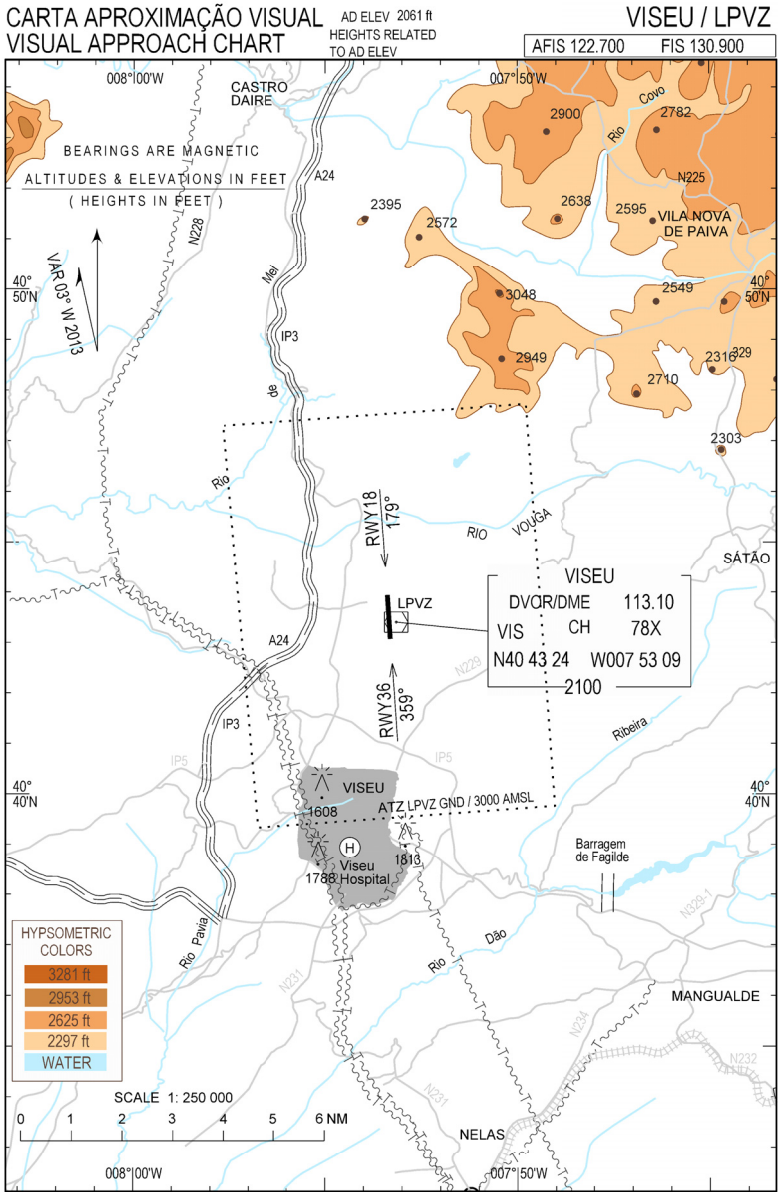 CARTA APROXIMAÇÃO VISUAL
VISUAL APPROACH CHART
AD ELEV 2061 ft
HEIGHTS RELATED
TO AD ELEV
VISEU / LPVZ
AFIS 122.700 FIS 130.900
008°00'W
007°50'W
CASTRO
DAIRE
BEARINGS ARE MAGNETIC
ALTITUDES & ELEVATIONS IN FEET
( HEIGHTS IN FEET )
A24
N228
VAR 03° W 2013
2900
Rio
Covo
2782
N225
2395
2572
2638
2595
VILA NOVA
DE PAIVA
40°
50'N
40°
50'N
Mei
IP3
de
3048
2949
2549
2316
329
2710
2303
Rio
RWY18
179°
RIO
VOUGA
SÁTÃO
LPVZ
VISEU
DVOR/DME 113.10
VIS CH 78X
N40 43 24 W007 53 09
2100
A24
IP3
RWY36
359°
N229
Ribeira
IP5
IP5
40°
40'N
40°
40'N
VISEU
1608
ATZ LPVZ GND / 3000 AMSL
H
Viseu
Hospital
1788
1813
Barragem
de Fagilde
N329-1
Rio Pavia
Rio
Dão
N231
MANGUALDE
N234
N232
N231
NELAS
HYPSOMETRIC
COLORS
3281 ft
2953 ft
2625 ft
2297 ft
WATER
SCALE 1: 250 000
0 1 2 3 4 5 6 NM
008°00'W
007°50'W